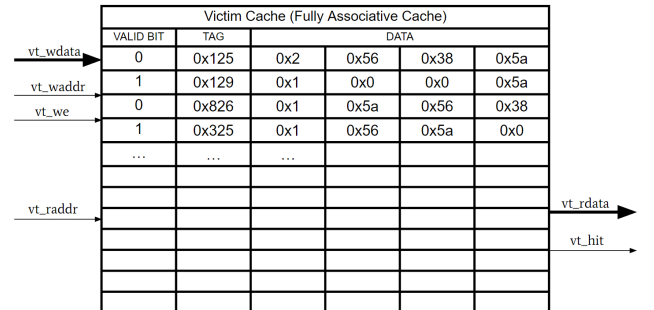 Victim Cache (Fully Associative Cache)
VALID BIT TAG DATA
vt_wdata 0 0x125 0x2 0x56 0x38 0x5a
vt_waddr 1 0x129 0x1 0x0 0x0 0x5a
vt_we 0 0x826 0x1 0x5a 0x56 0x38
1 0x325 0x1 0x56 0x5a 0x0
... ... ...
vt_raddr vt_rdata
vt_hit